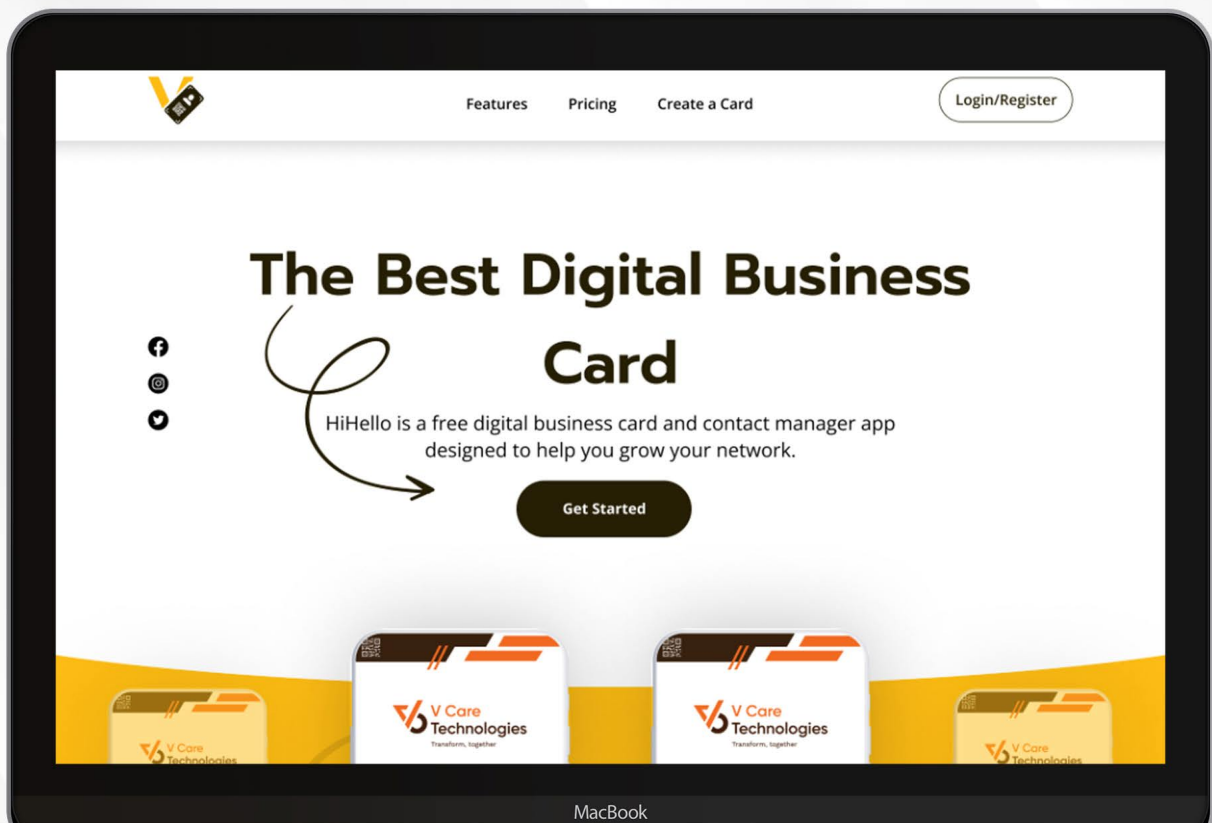 Features Pricing Create a Card Login/Register
The Best Digital Business
Card
HiHello is a free digital business card and contact manager app
designed to help you grow your network.
Get Started
V Care
Technologies
Transform, together
V Care
Technologies
Transform, together
V Care
Technologies
V Care
Technologies
MacBook